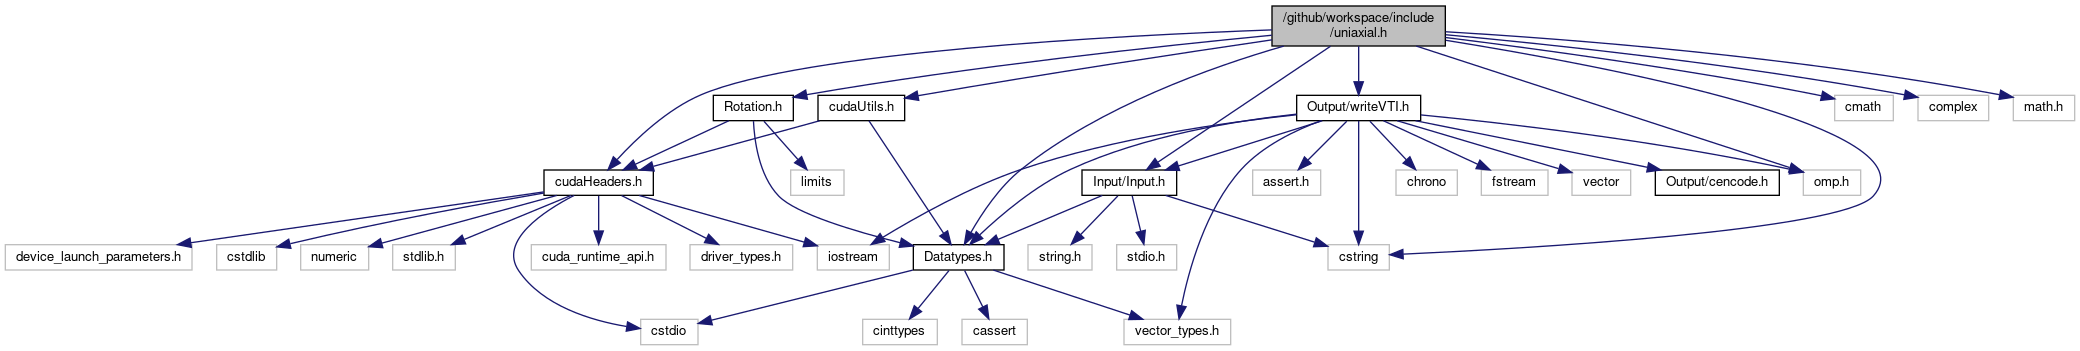 /github/workspace/include
/uniaxial.h
Rotation.h
cudaUtils.h
Output/writeVTI.h
cmath
complex
math.h
cudaHeaders.h
limits
Input/Input.h
assert.h
chrono
fstream
vector
Output/cencode.h
omp.h
device_launch_parameters.h
cstdlib
numeric
stdlib.h
cuda_runtime_api.h
driver_types.h
iostream
Datatypes.h
string.h
stdio.h
cstring
cstdio
cinttypes
cassert
vector_types.h